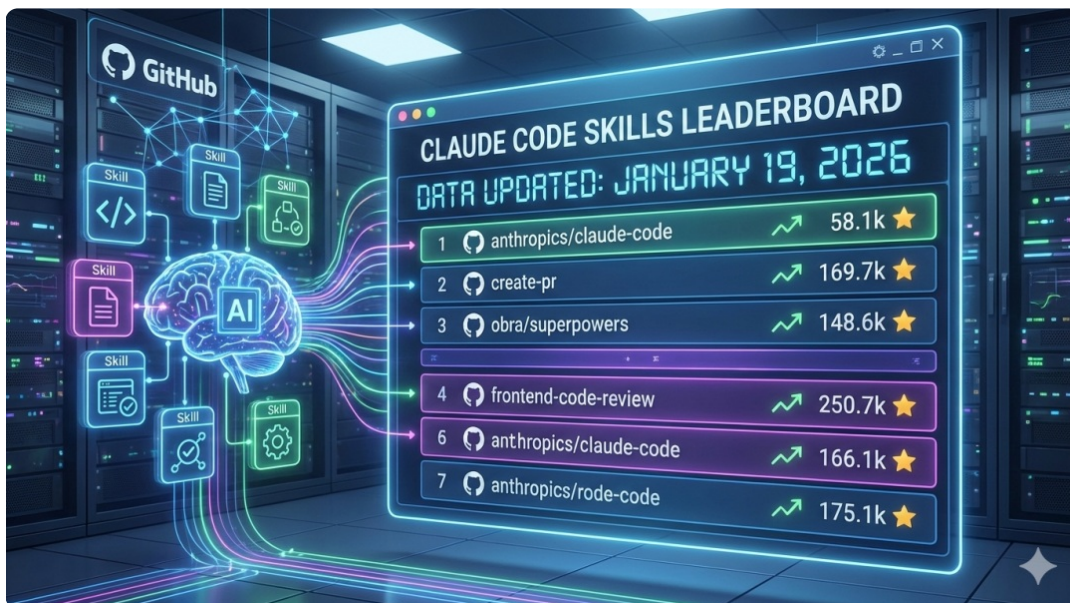 GitHub
Skill
Skill
Skill
Skill
Skill
Skill
Skill
AI
CLAUDE CODE SKILLS LEADERBOARD
DATA UPDATED: JANUARY 19, 2026
1 anthropics/claude-code 58.1k
2 create-pr 169.7k
3 obra/superpowers 148.6k
4 frontend-code-review 250.7k
6 anthropics/claude-code 166.1k
7 anthropics/rode-code 175.1k